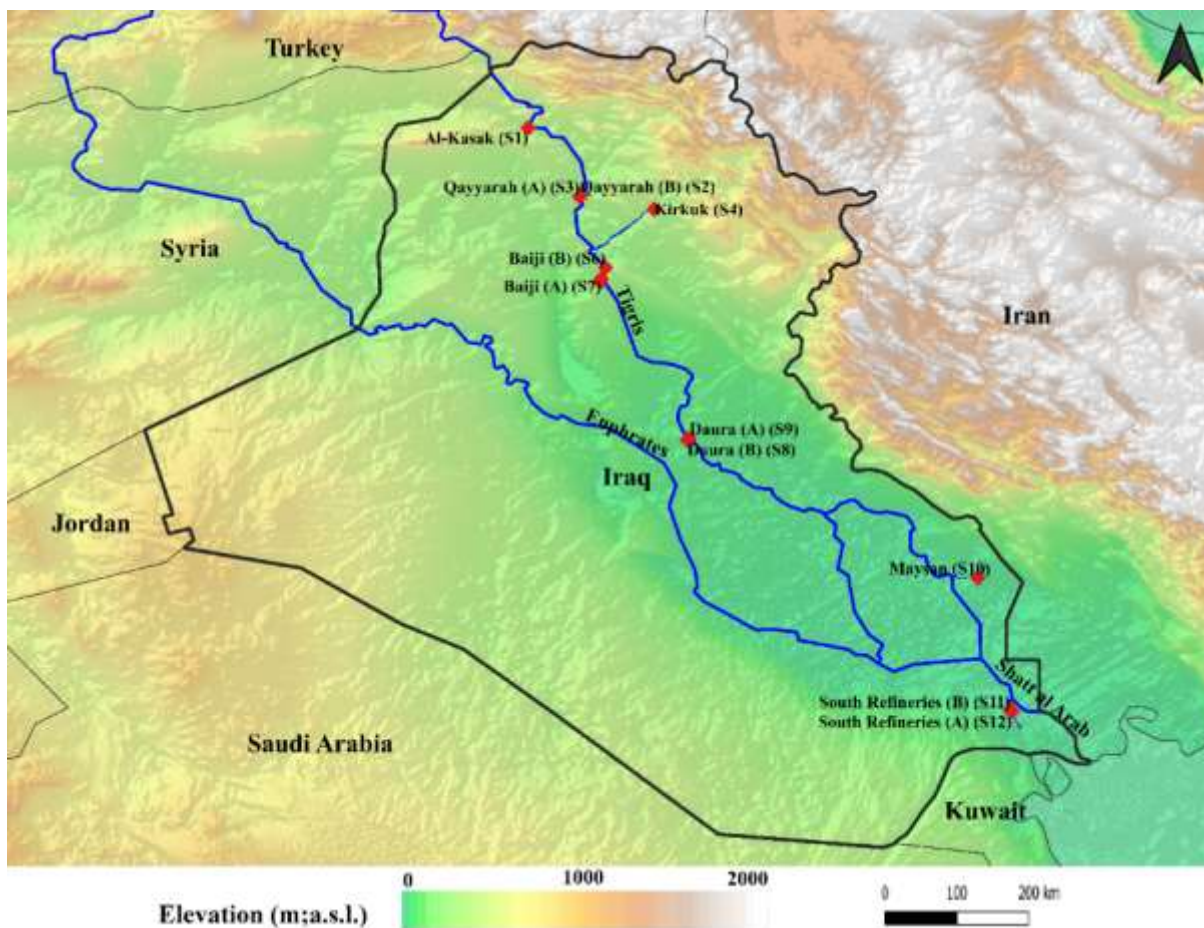 Turkey
Al-Kasak (S1)
Qayyarah (A) (S3)
Qayyarah (B) (S2)
Kirkuk (S4)
Syria
Baiji (B) (S6)
Baiji (A) (S7)
Tigris
Iran
Euphrates
Daura (A) (S9)
Daura (B) (S8)
Iraq
Jordan
Maysan (S10)
Shatt al Arab
South Refineries (B) (S11)
South Refineries (A) (S12)
Saudi Arabia
Kuwait
0 1000 2000
0 100 200 km
Elevation (m;a.s.l.)